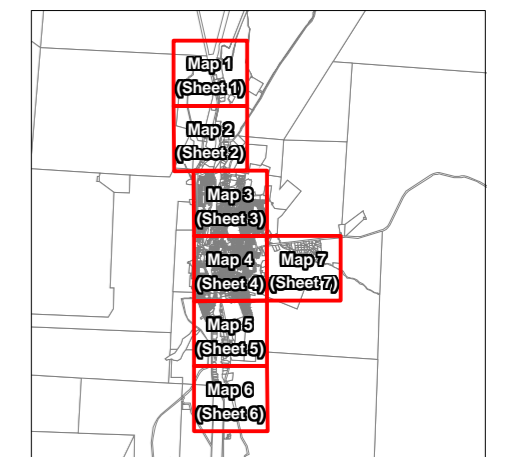 Map 1
(Sheet 1)
Map 2
(Sheet 2)
Map 3
(Sheet 3)
Map 4
(Sheet 4)
Map 7
(Sheet 7)
Map 5
(Sheet 5)
Map 6
(Sheet 6)